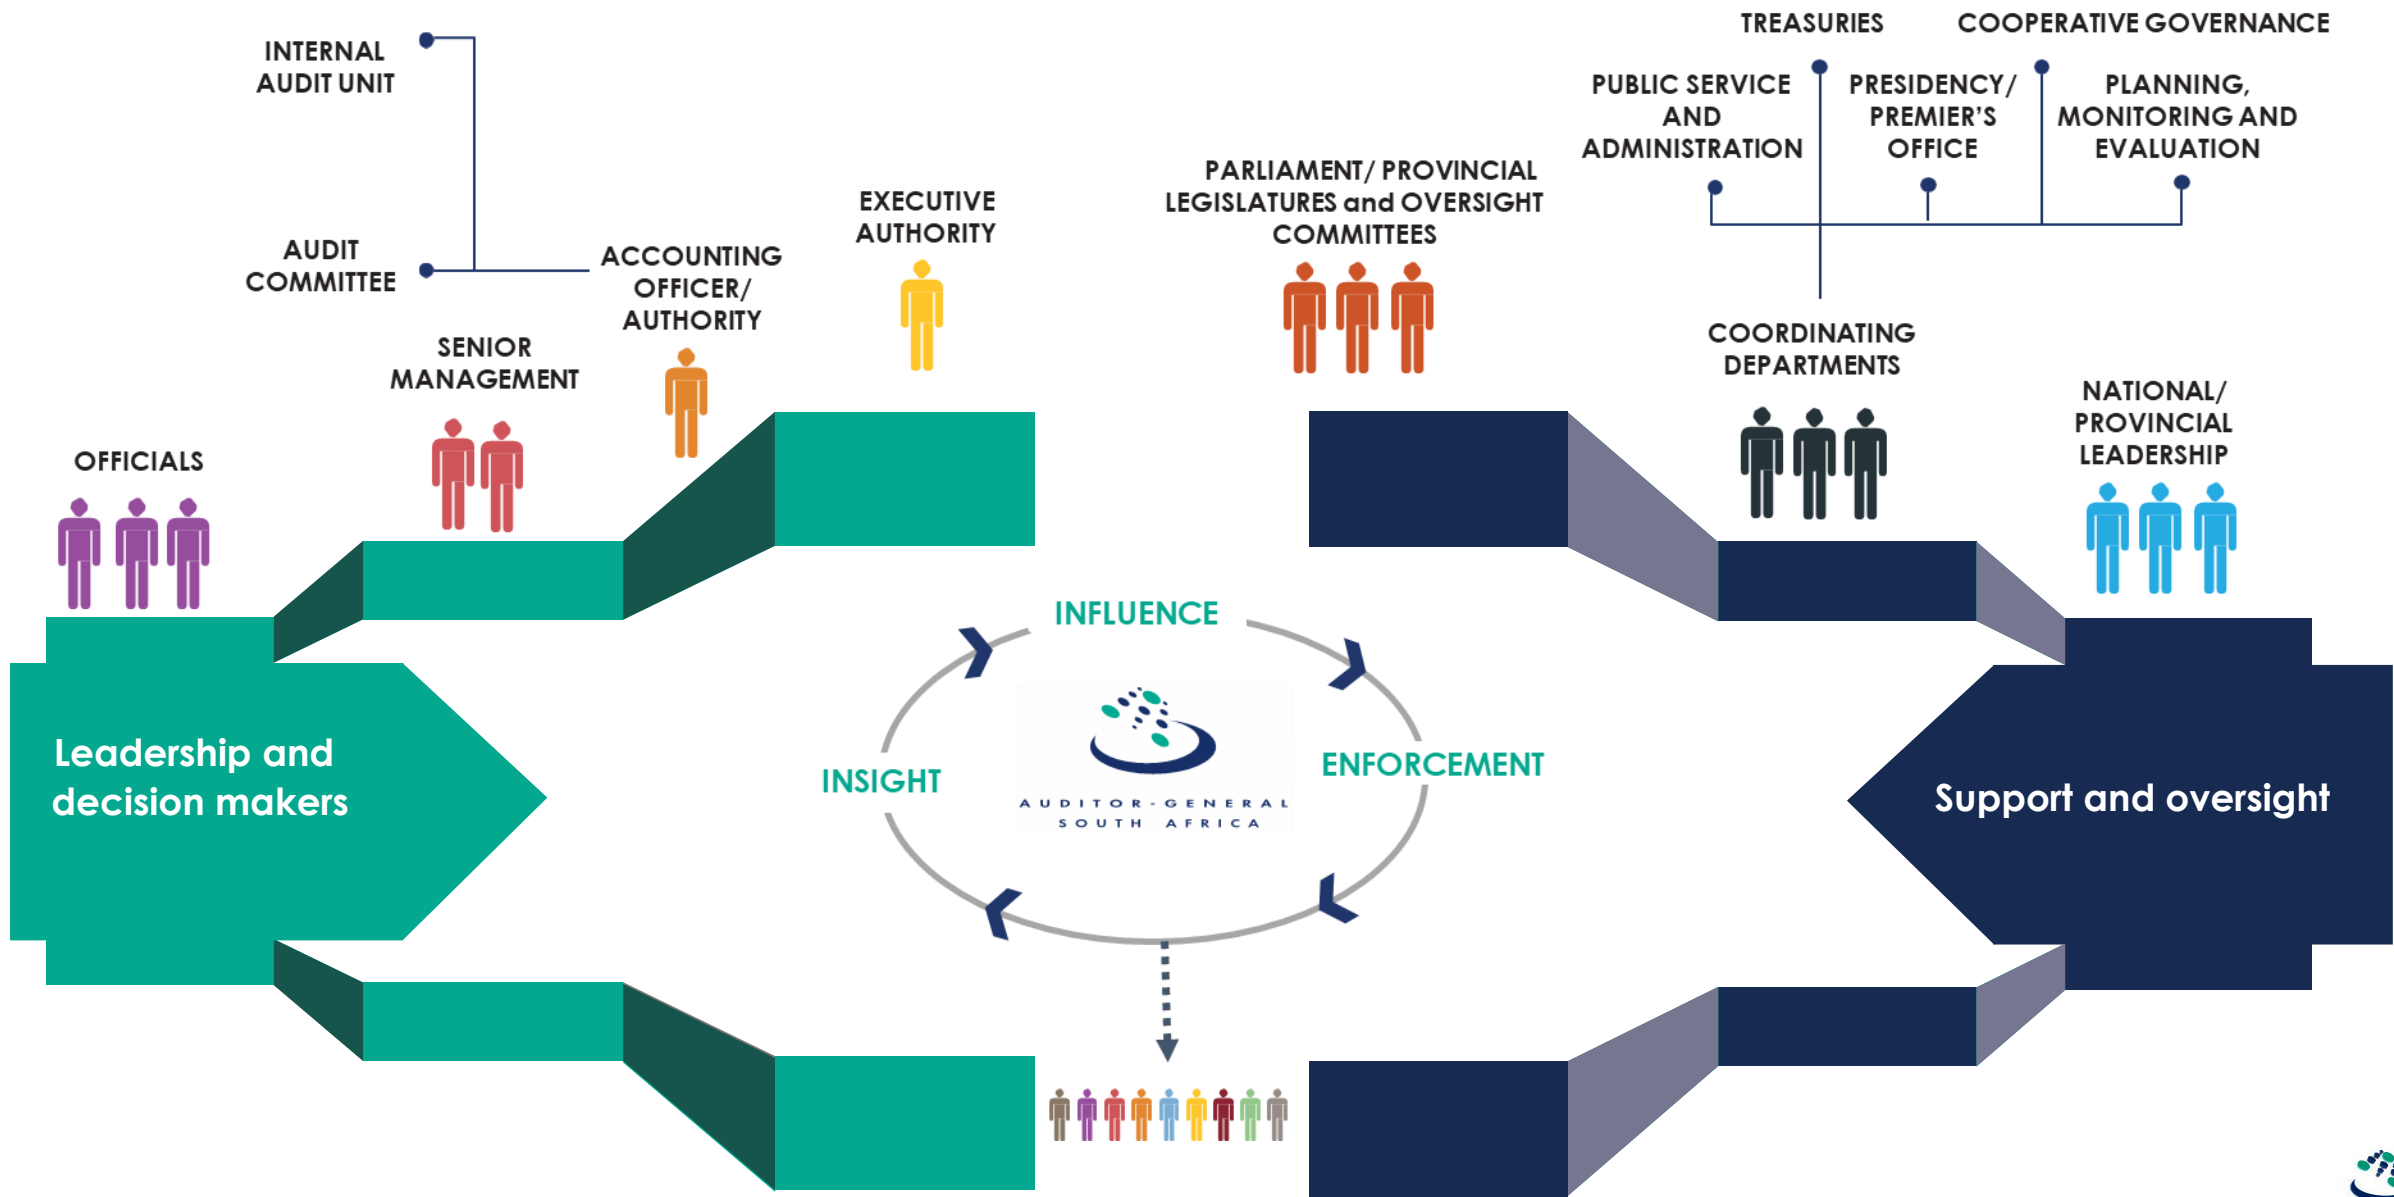 INTERNAL
AUDIT UNIT
AUDIT
COMMITTEE
ACCOUNTING
OFFICER/
AUTHORITY
SENIOR
MANAGEMENT
OFFICIALS
EXECUTIVE
AUTHORITY
PARLIAMENT/ PROVINCIAL
LEGISLATURES and OVERSIGHT
COMMITTEES
TREASURIES
COOPERATIVE GOVERNANCE
PUBLIC SERVICE
AND
ADMINISTRATION
PRESIDENCY/
PREMIER'S
OFFICE
PLANNING,
MONITORING AND
EVALUATION
COORDINATING
DEPARTMENTS
NATIONAL/
PROVINCIAL
LEADERSHIP
Leadership and
decision makers
INFLUENCE
INSIGHT
ENFORCEMENT
AUDITOR-GENERAL
SOUTH AFRICA
Support and oversight